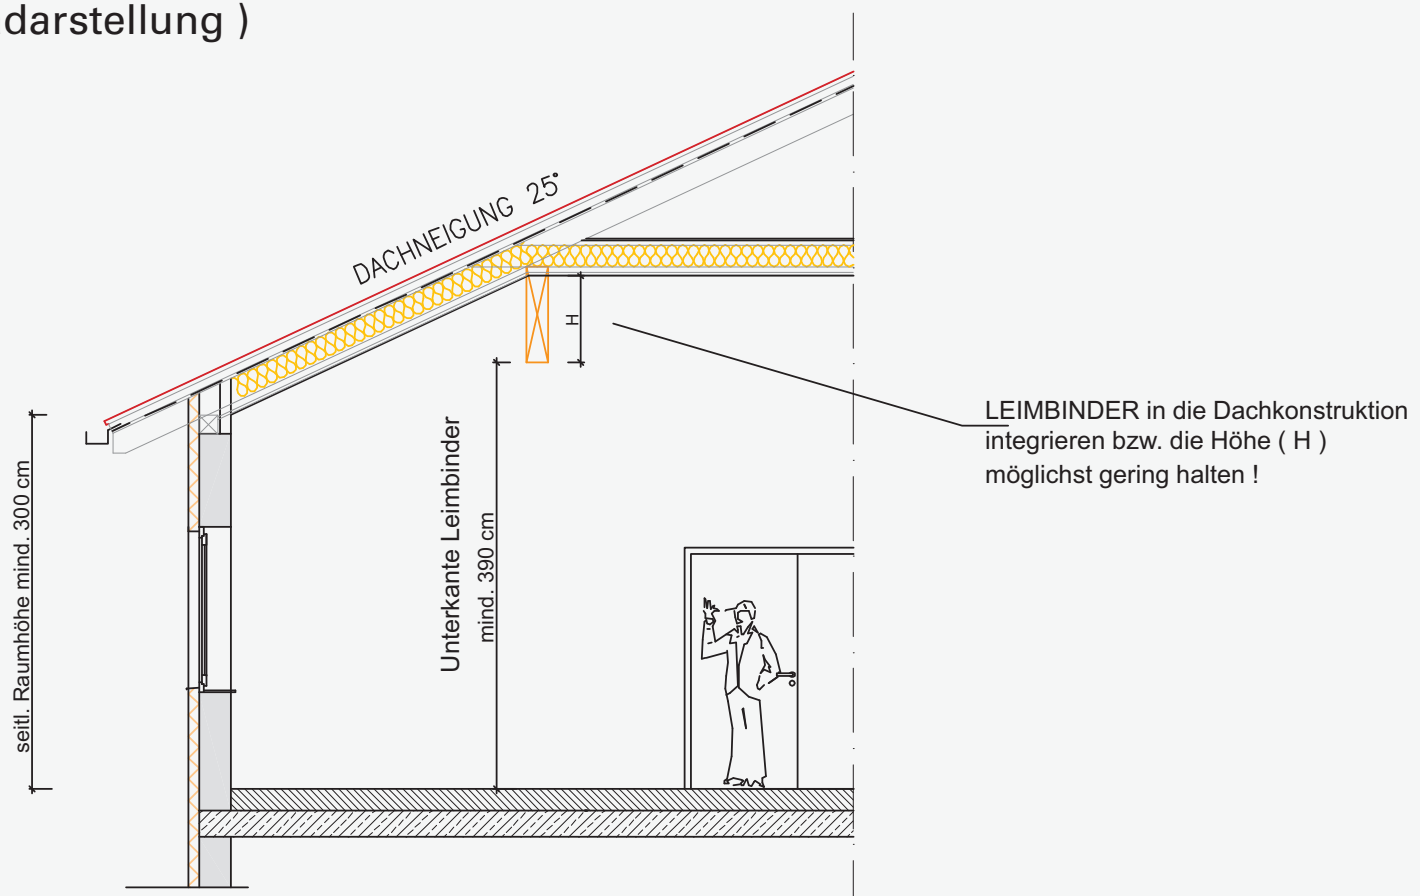 darstellung )
DACHNEIGUNG 25°
H
LEIMBINDER in die Dachkonstruktion
integrieren bzw. die Höhe ( H )
möglichst gering halten !
seitl. Raumhöhe mind. 300 cm
Unterkante Leimbinder
mind. 390 cm